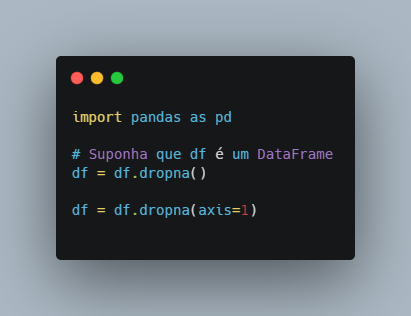 import pandas as pd
# Suponha que df é um DataFrame
df = df.dropna()
df = df.dropna(axis=1)